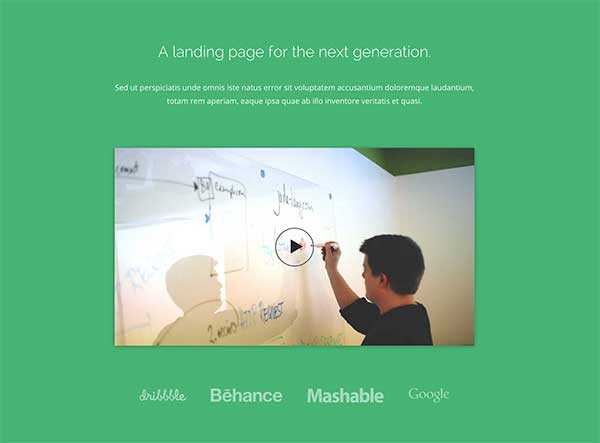 A landing page for the next generation.
Sed ut perspiciatis unde omnis iste natus error sit voluptatem accusantium doloremque laudantium,
totam rem aperiam, eaque ipsa quae ab illo inventore veritatis et quasi.
REQUEST
dribbble Bēhance Mashable Google